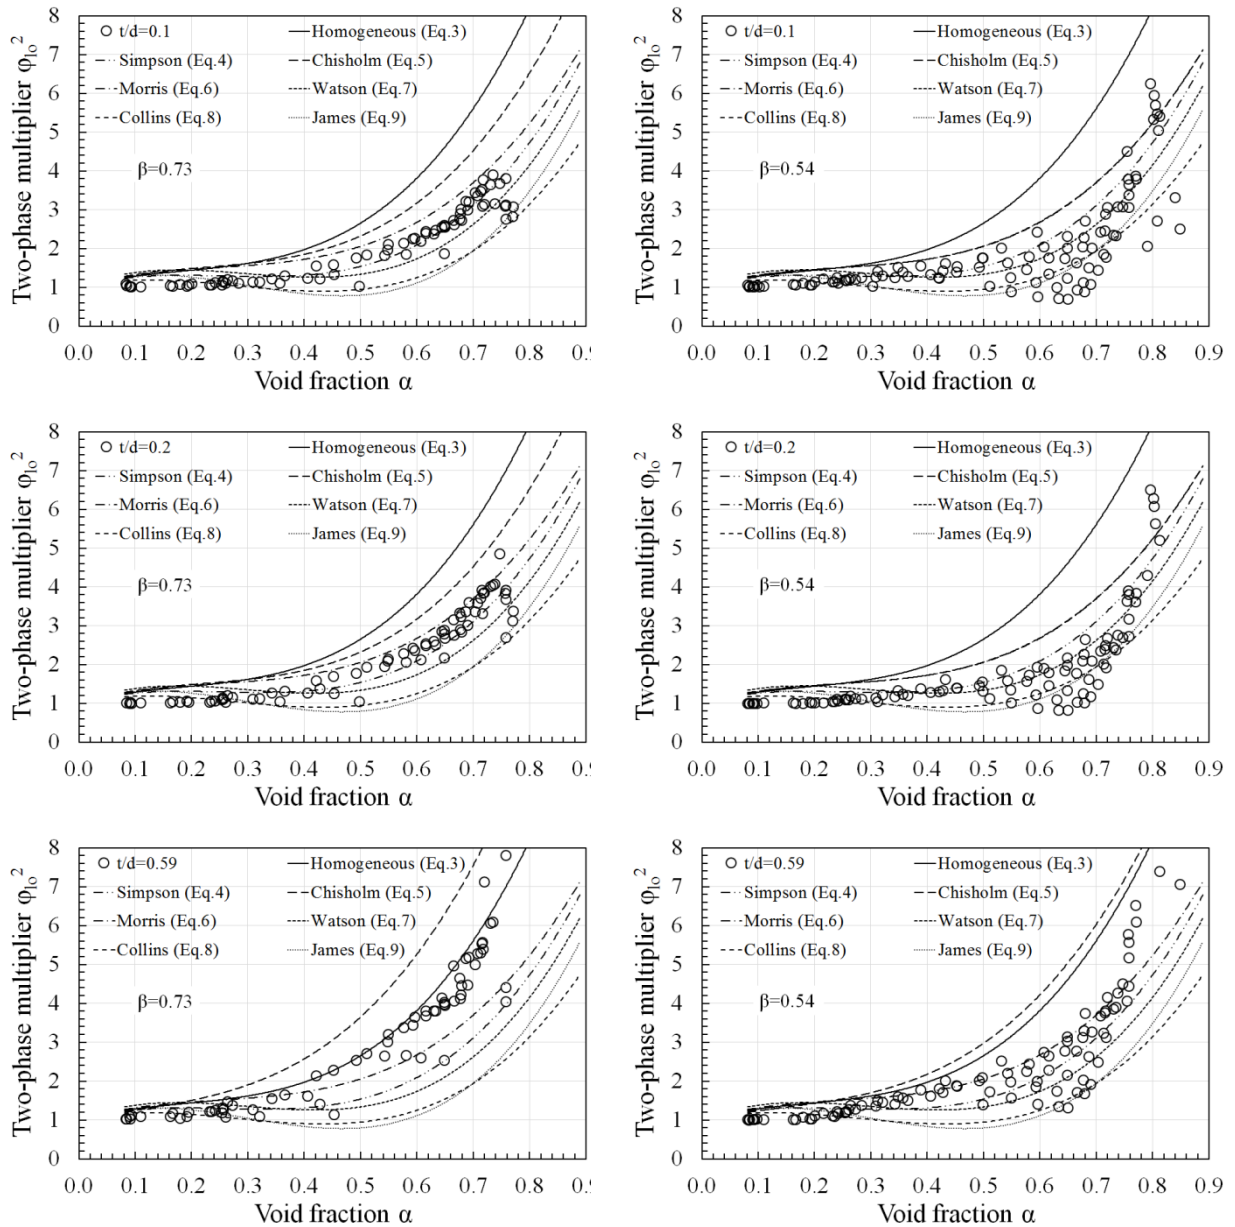 Two-phase multiplier φlo²
8
7
6
5
4
3
2
1
0
t/d=0.1
Homogeneous (Eq.3)
Simpson (Eq.4)
Chisholm (Eq.5)
Morris (Eq.6)
Watson (Eq.7)
Collins (Eq.8)
James (Eq.9)
β=0.73
0.0 0.1 0.2 0.3 0.4 0.5 0.6 0.7 0.8 0.9
Void fraction α
Two-phase multiplier φlo²
8
7
6
5
4
3
2
1
0
t/d=0.1
Homogeneous (Eq.3)
Simpson (Eq.4)
Chisholm (Eq.5)
Morris (Eq.6)
Watson (Eq.7)
Collins (Eq.8)
James (Eq.9)
β=0.54
0.0 0.1 0.2 0.3 0.4 0.5 0.6 0.7 0.8 0.9
Void fraction α
Two-phase multiplier φlo²
8
7
6
5
4
3
2
1
0
t/d=0.2
Homogeneous (Eq.3)
Simpson (Eq.4)
Chisholm (Eq.5)
Morris (Eq.6)
Watson (Eq.7)
Collins (Eq.8)
James (Eq.9)
β=0.73
0.0 0.1 0.2 0.3 0.4 0.5 0.6 0.7 0.8 0.9
Void fraction α
Two-phase multiplier φlo²
8
7
6
5
4
3
2
1
0
t/d=0.2
Homogeneous (Eq.3)
Simpson (Eq.4)
Chisholm (Eq.5)
Morris (Eq.6)
Watson (Eq.7)
Collins (Eq.8)
James (Eq.9)
β=0.54
0.0 0.1 0.2 0.3 0.4 0.5 0.6 0.7 0.8 0.9
Void fraction α
Two-phase multiplier φlo²
8
7
6
5
4
3
2
1
0
t/d=0.59
Homogeneous (Eq.3)
Simpson (Eq.4)
Chisholm (Eq.5)
Morris (Eq.6)
Watson (Eq.7)
Collins (Eq.8)
James (Eq.9)
β=0.73
0.0 0.1 0.2 0.3 0.4 0.5 0.6 0.7 0.8 0.9
Void fraction α
Two-phase multiplier φlo²
8
7
6
5
4
3
2
1
0
t/d=0.59
Homogeneous (Eq.3)
Simpson (Eq.4)
Chisholm (Eq.5)
Morris (Eq.6)
Watson (Eq.7)
Collins (Eq.8)
James (Eq.9)
β=0.54
0.0 0.1 0.2 0.3 0.4 0.5 0.6 0.7 0.8 0.9
Void fraction α